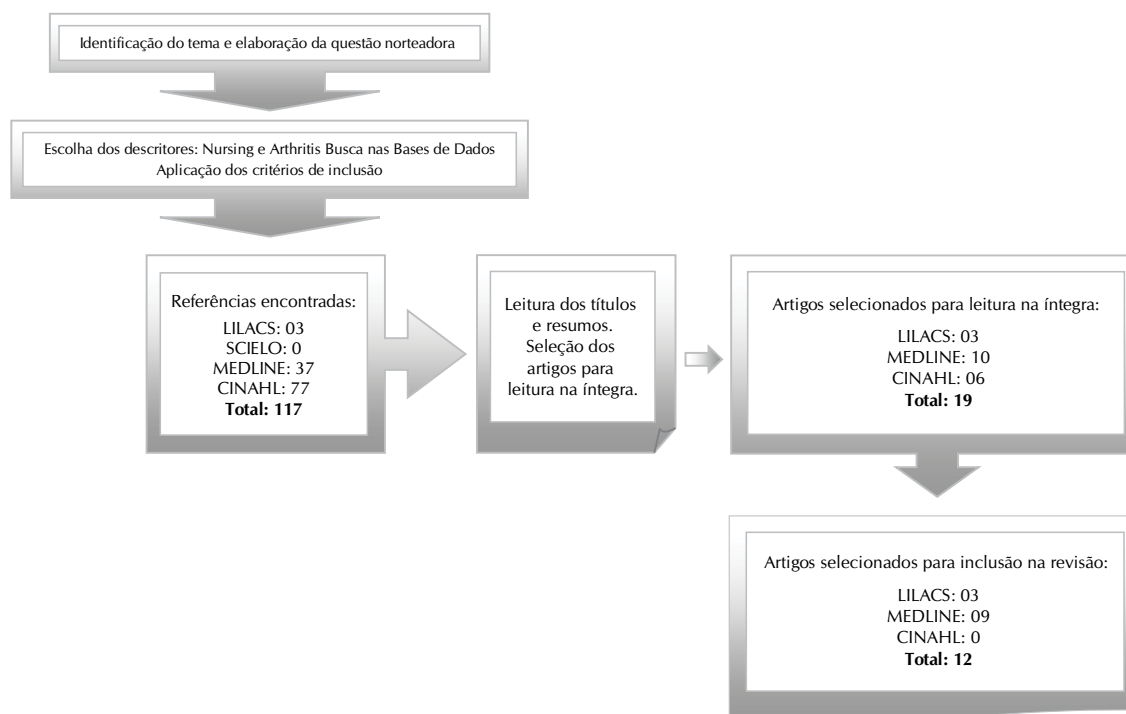 Identificação do tema e elaboração da questão norteadora
Escolha dos descritores: Nursing e Arthritis Busca nas Bases de Dados
Aplicação dos critérios de inclusão
Referências encontradas:
LILACS: 03
SCIELO: 0
MEDLINE: 37
CINAHL: 77
Total: 117
Leitura dos títulos
e resumos.
Seleção dos
artigos para
leitura na íntegra.
Artigos selecionados para leitura na íntegra:
LILACS: 03
MEDLINE: 10
CINAHL: 06
Total: 19
Artigos selecionados para inclusão na revisão:
LILACS: 03
MEDLINE: 09
CINAHL: 0
Total: 12